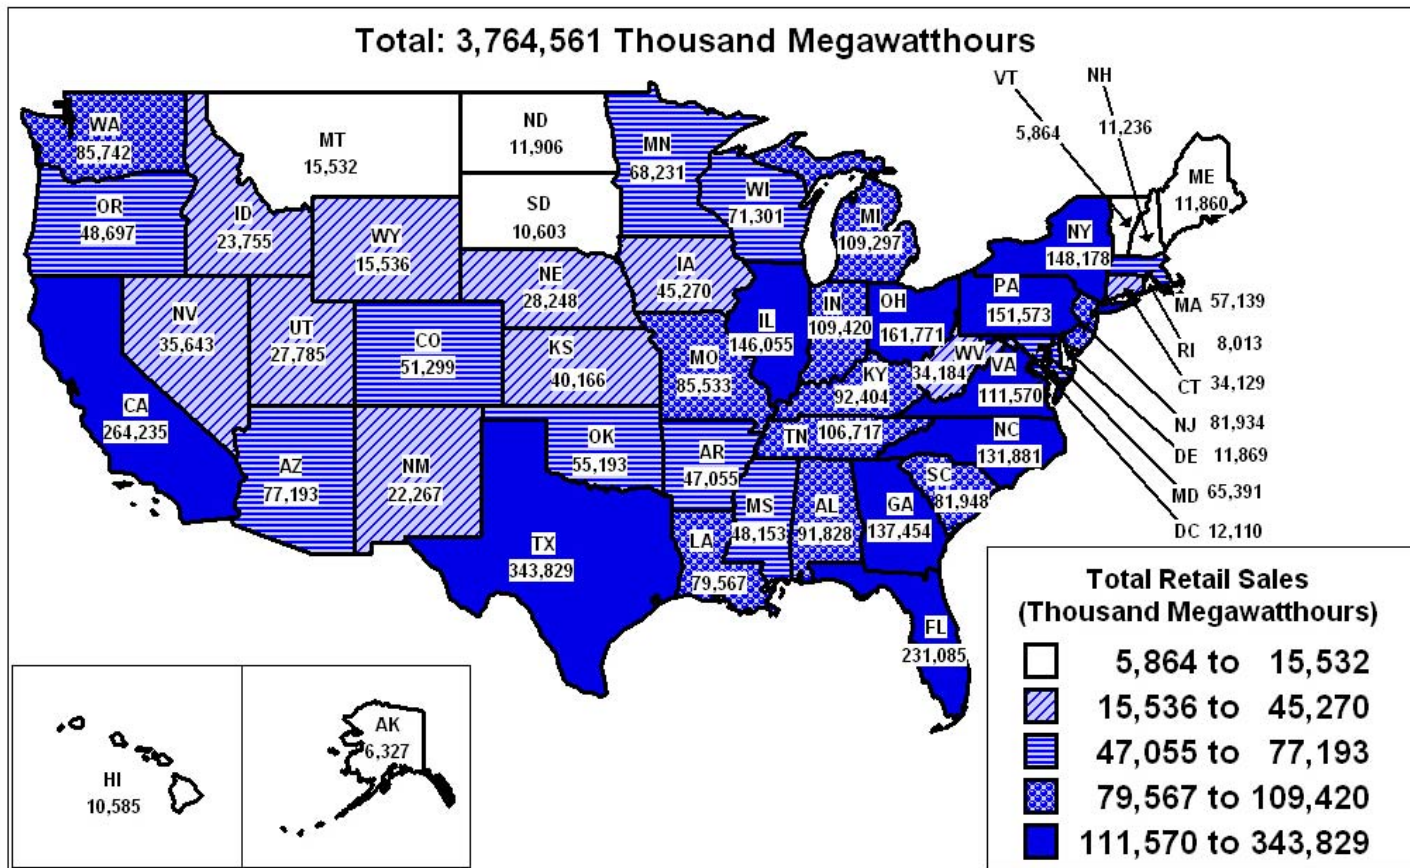 Total: 3,764,561 Thousand Megawatthours
VT
5,864
NH
11,236
WA
85,742
MT
15,532
ND
11,906
MN
68,231
ME
11,860
OR
48,697
ID
23,755
WY
15,536
SD
10,603
WI
71,301
MI
109,297
NY
148,178
NE
28,248
IA
45,270
PA
151,573
MA 57,139
NV
35,643
UT
27,785
CO
51,299
KS
40,166
MO
85,533
IL
146,055
IN
109,420
OH
161,771
WV
34,184
VA
111,570
KY
92,404
RI 8,013
CT 34,129
NJ 81,934
DE 11,869
MD 65,391
DC 12,110
CA
264,235
AZ
77,193
NM
22,267
OK
55,193
AR
47,055
TN 106,717
NC
131,881
SC
81,948
MS
48,153
AL
91,828
GA
137,454
TX
343,829
LA
79,567
FL
231,085
HI
10,585
AK
6,327
Total Retail Sales
(Thousand Megawatthours)
5,864 to 15,532
15,536 to 45,270
47,055 to 77,193
79,567 to 109,420
111,570 to 343,829